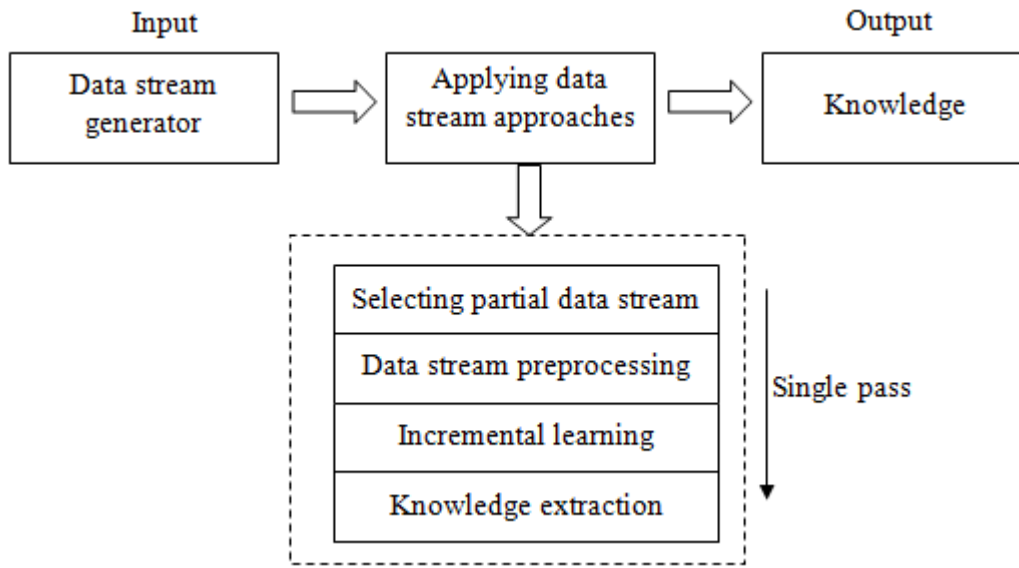 Input
Output
Data stream
generator
Applying data
stream approaches
Knowledge
Selecting partial data stream
Data stream preprocessing
Incremental learning
Knowledge extraction
Single pass